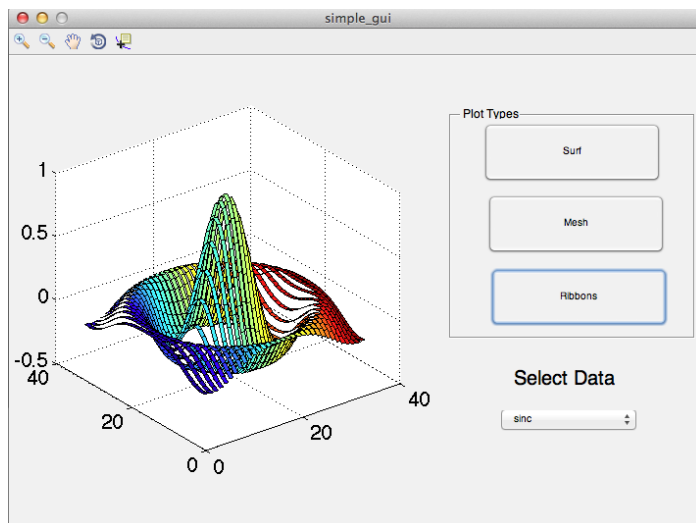 simple_gui
Plot Types
Surf
Mesh
Ribbons
Select Data
sinc
1
0.5
0
-0.5
40
20
0
0
20
40